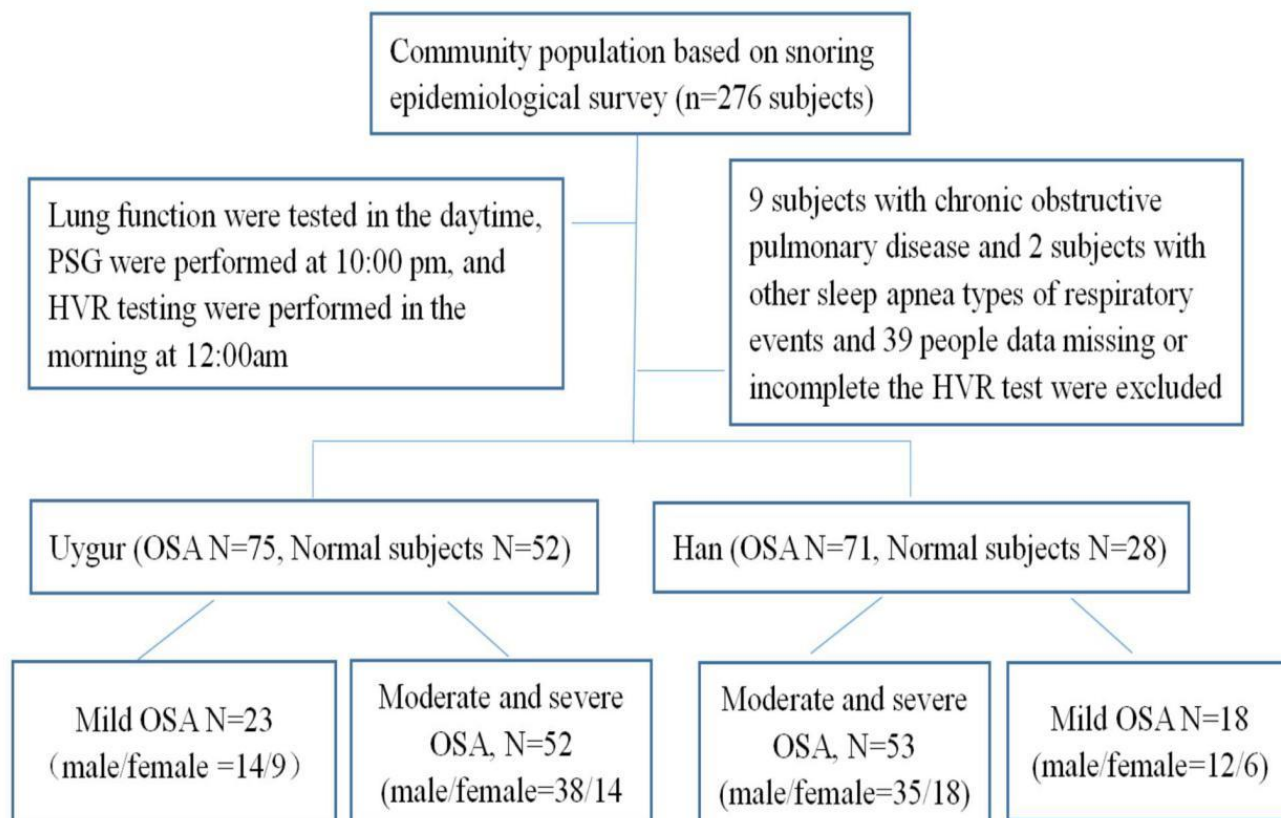 Community population based on snoring
epidemiological survey (n=276 subjects)
Lung function were tested in the daytime,
PSG were performed at 10:00 pm, and
HVR testing were performed in the
morning at 12:00am
9 subjects with chronic obstructive
pulmonary disease and 2 subjects with
other sleep apnea types of respiratory
events and 39 people data missing or
incomplete the HVR test were excluded
Uygur (OSA N=75, Normal subjects N=52)
Han (OSA N=71, Normal subjects N=28)
Mild OSA N=23
（male/female =14/9）
Moderate and severe
OSA, N=52
(male/female=38/14
Moderate and severe
OSA, N=53
(male/female=35/18)
Mild OSA N=18
(male/female=12/6)